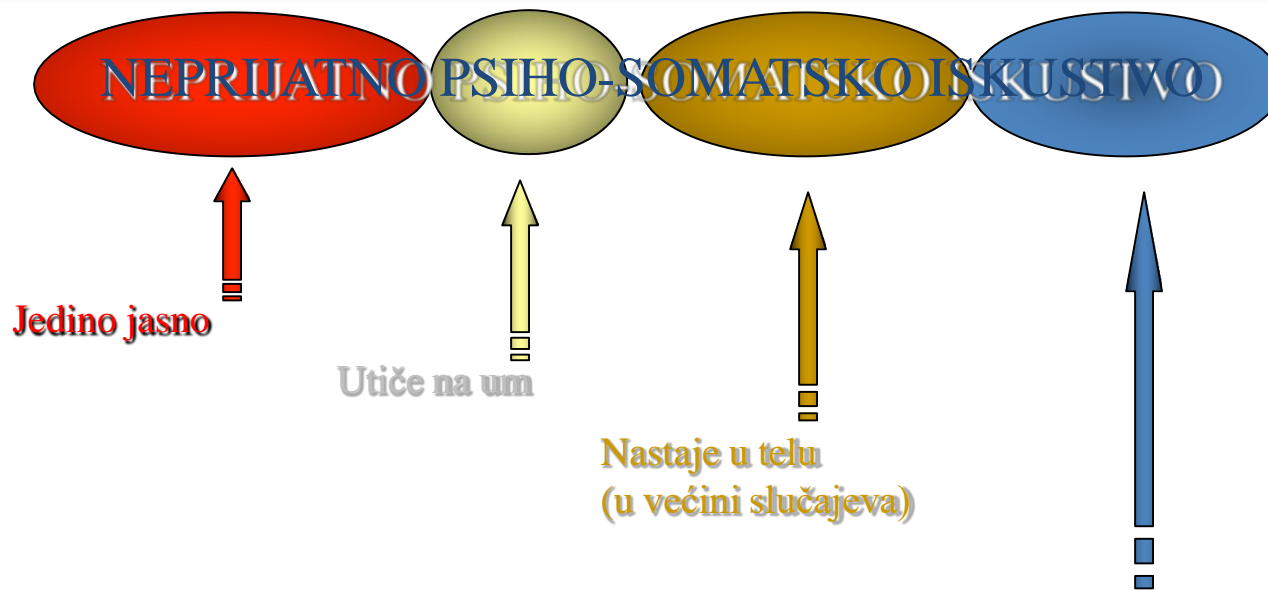 NEPRIJATNO PSIHO-SOMATSKO ISKUSTVO
Jedino jasno
Utiče na um
Nastaje u telu
(u većini slučajeva)